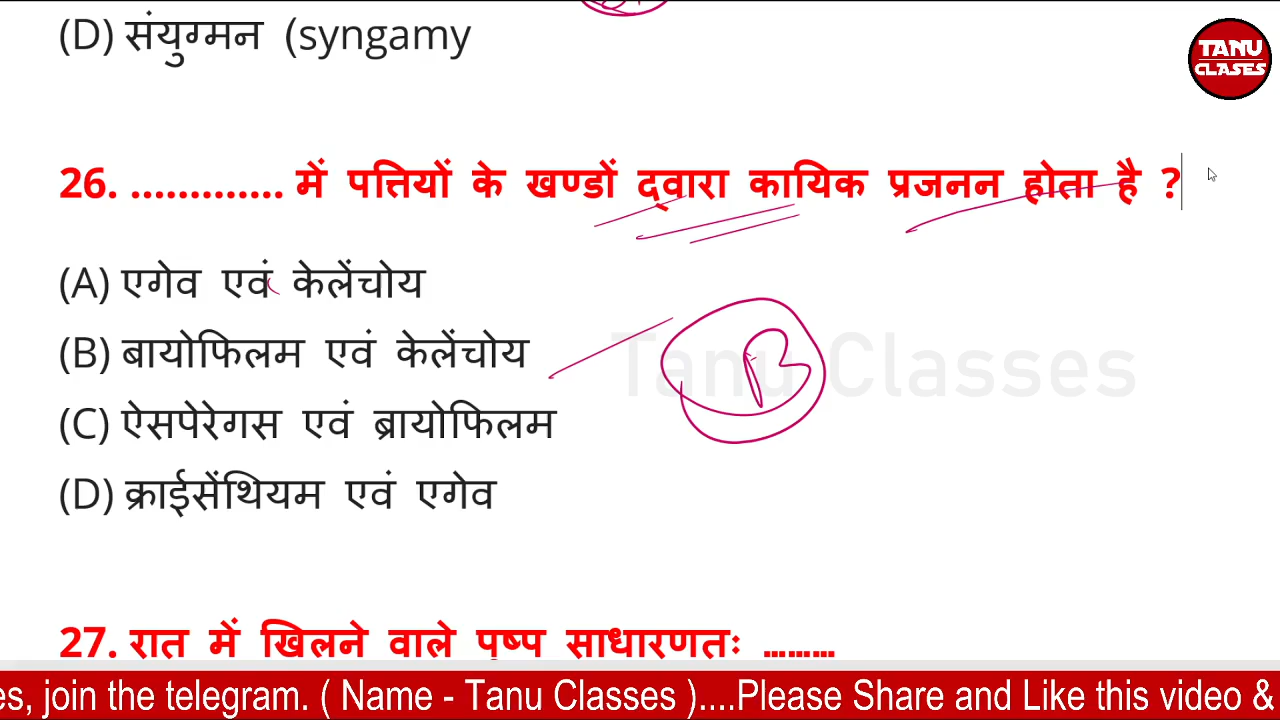 (D) संयुग्मन (syngamy
TANU
CLASES
26. ............. में पत्तियों के खण्डों द्वारा कायिक प्रजनन होता है ?
(A) एगेव एवं केलेंचोय
(B) बायोफिलम एवं केलेंचोय
B
Tanu Classes
(C) ऐसपेरेगस एवं ब्रायोफिलम
(D) क्राईसेंथियम एवं एगेव
27. रात में खिलने वाले पुष्प साधारणतः .........
es, join the telegram. ( Name - Tanu Classes )....Please Share and Like this video &